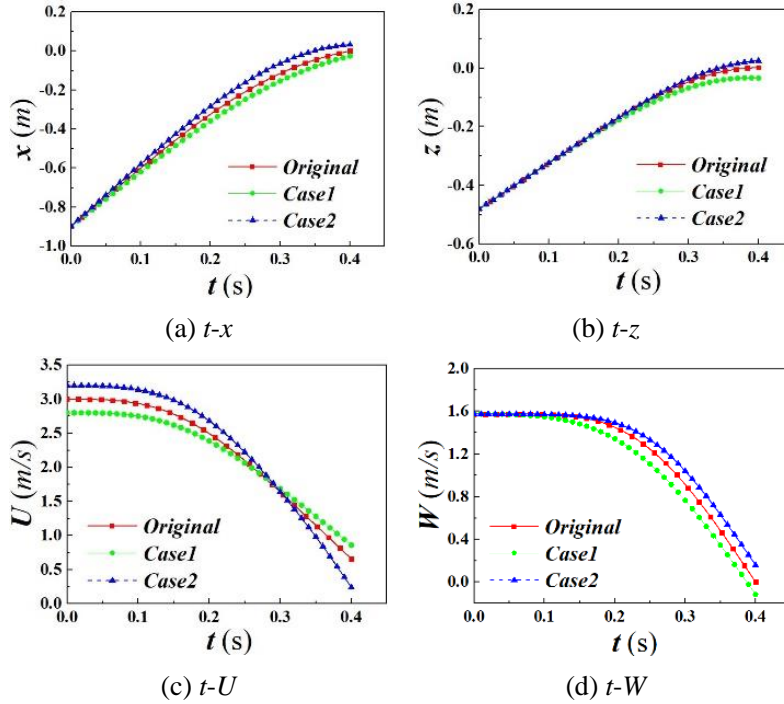 0.2
0.0
-0.2
-0.4
-0.6
-0.8
-1.0
x (m)
Original
Case1
Case2
0.0 0.1 0.2 0.3 0.4
t (s)
(a) t-x
0.2
0.0
-0.2
-0.4
-0.6
z (m)
Original
Case1
Case2
0.0 0.1 0.2 0.3 0.4
t (s)
(b) t-z
3.5
3.0
2.5
2.0
1.5
1.0
0.5
0.0
U (m/s)
Original
Case1
Case2
0.0 0.1 0.2 0.3 0.4
t (s)
(c) t-U
2.0
1.6
1.2
0.8
0.4
0.0
W (m/s)
Original
Case1
Case2
0.0 0.1 0.2 0.3 0.4
t (s)
(d) t-W